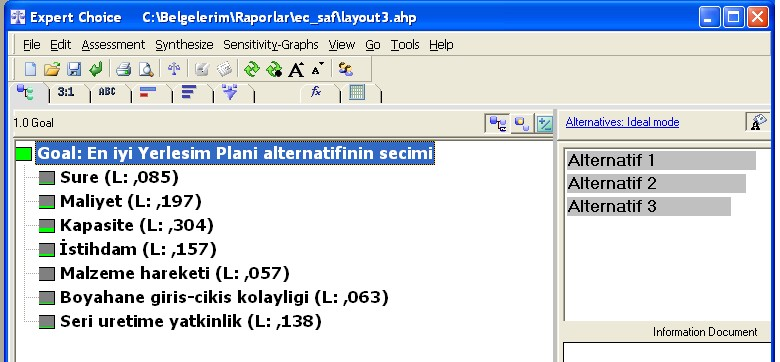 Expert Choice C:\Belgelerim\Raporlar\ec_saf\layout3.ahp
File Edit Assessment Synthesize Sensitivity-Graphs View Go Tools Help
A A
3:1 ABC fx
1.0 Goal
Alternatives: Ideal mode
A
Goal: En iyi Yerlesim Plani alternatifinin secimi
Sure (L: ,085)
Maliyet (L: ,197)
Kapasite (L: ,304)
İstihdam (L: ,157)
Malzeme hareketi (L: ,057)
Boyahane giris-cikis kolayligi (L: ,063)
Seri uretime yatkinlik (L: ,138)
Alternatif 1
Alternatif 2
Alternatif 3
Information Document